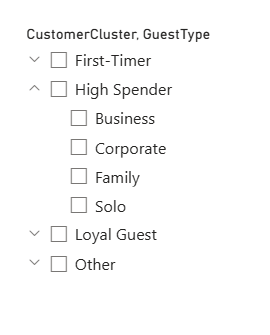 CustomerCluster, GuestType
First-Timer
High Spender
Business
Corporate
Family
Solo
Loyal Guest
Other